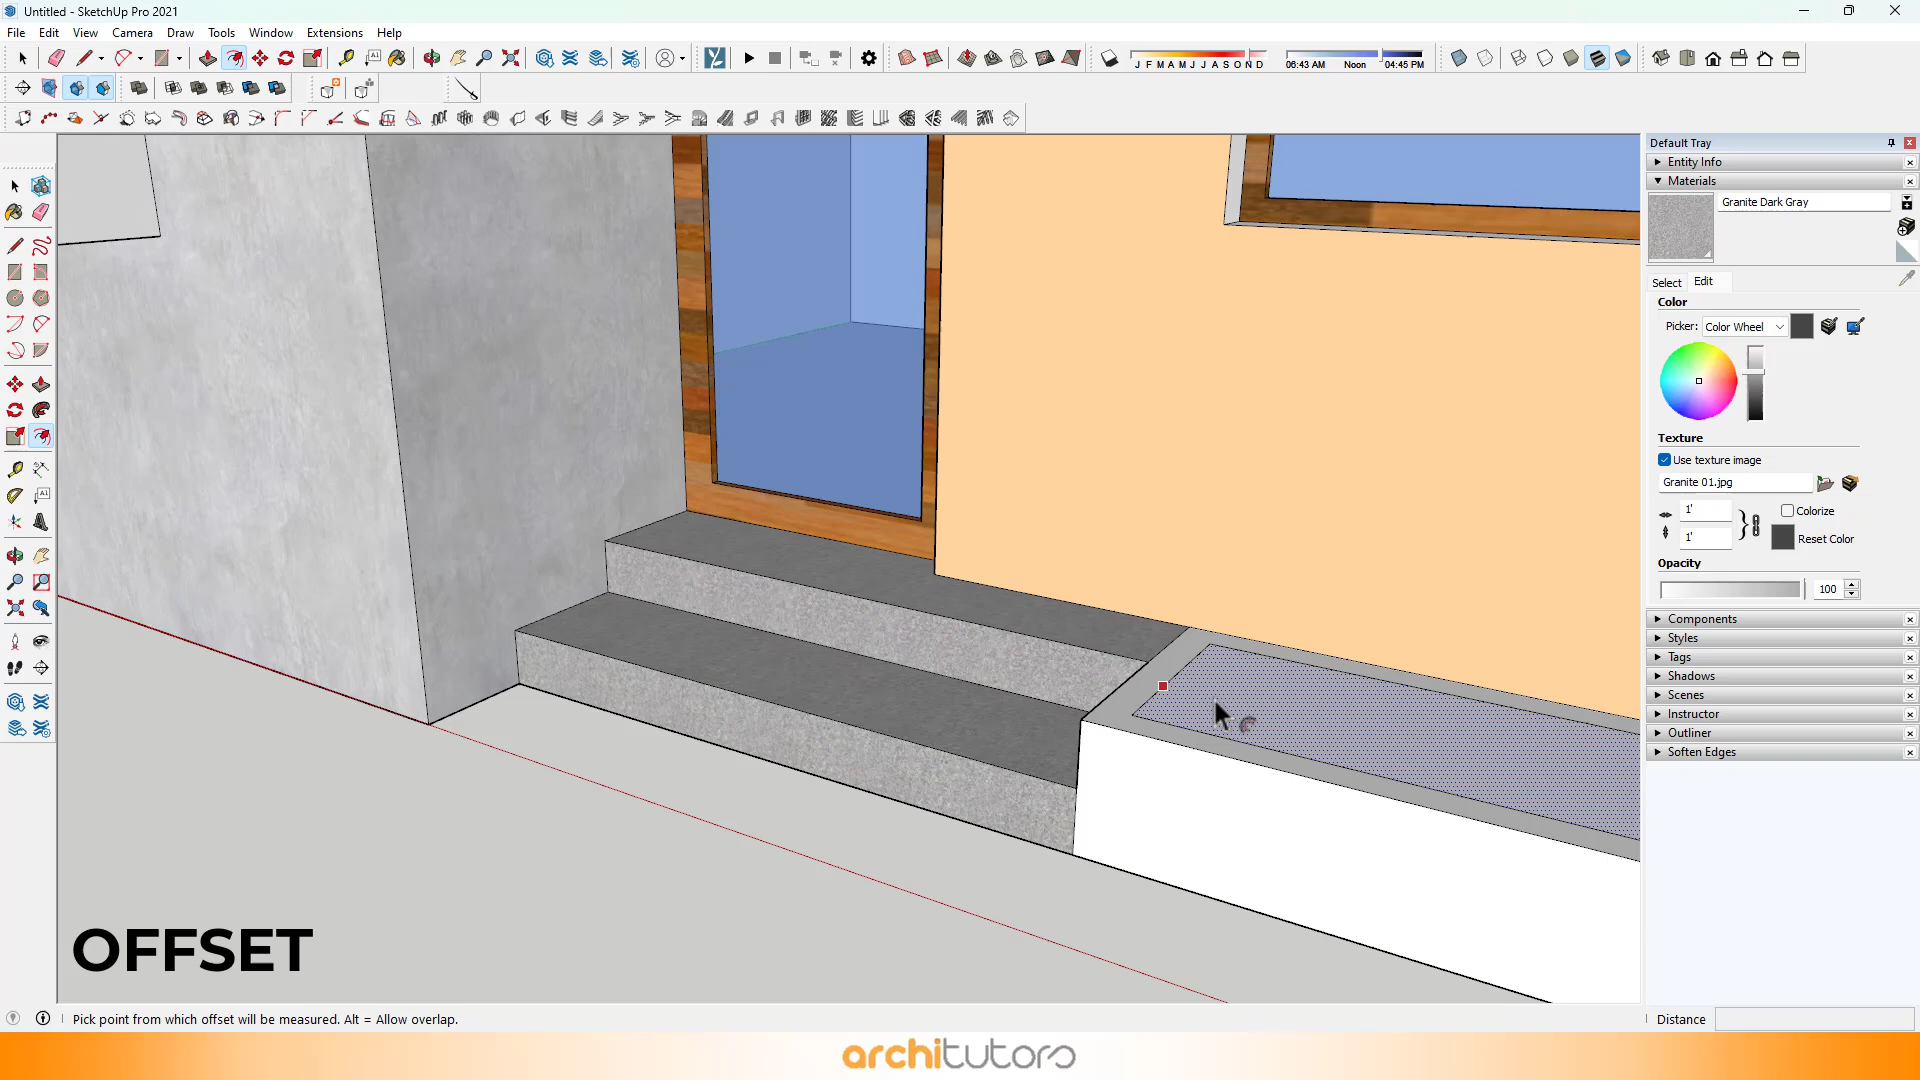 Untitled - SketchUp Pro 2021
File Edit View Camera Draw Tools Window Extensions Help
J F M A M J J A S O N D
06:43 AM Noon 04:45 PM
Default Tray
Entity Info
Materials
Granite Dark Gray
Select Edit
Color
Picker: Color Wheel
Texture
Use texture image
Granite 01.jpg
1' Colorize
1' Reset Color
Opacity
100
Components
Styles
Tags
Shadows
Scenes
Instructor
Outliner
Soften Edges
OFFSET
Pick point from which offset will be measured. Alt = Allow overlap.
Distance
architutors